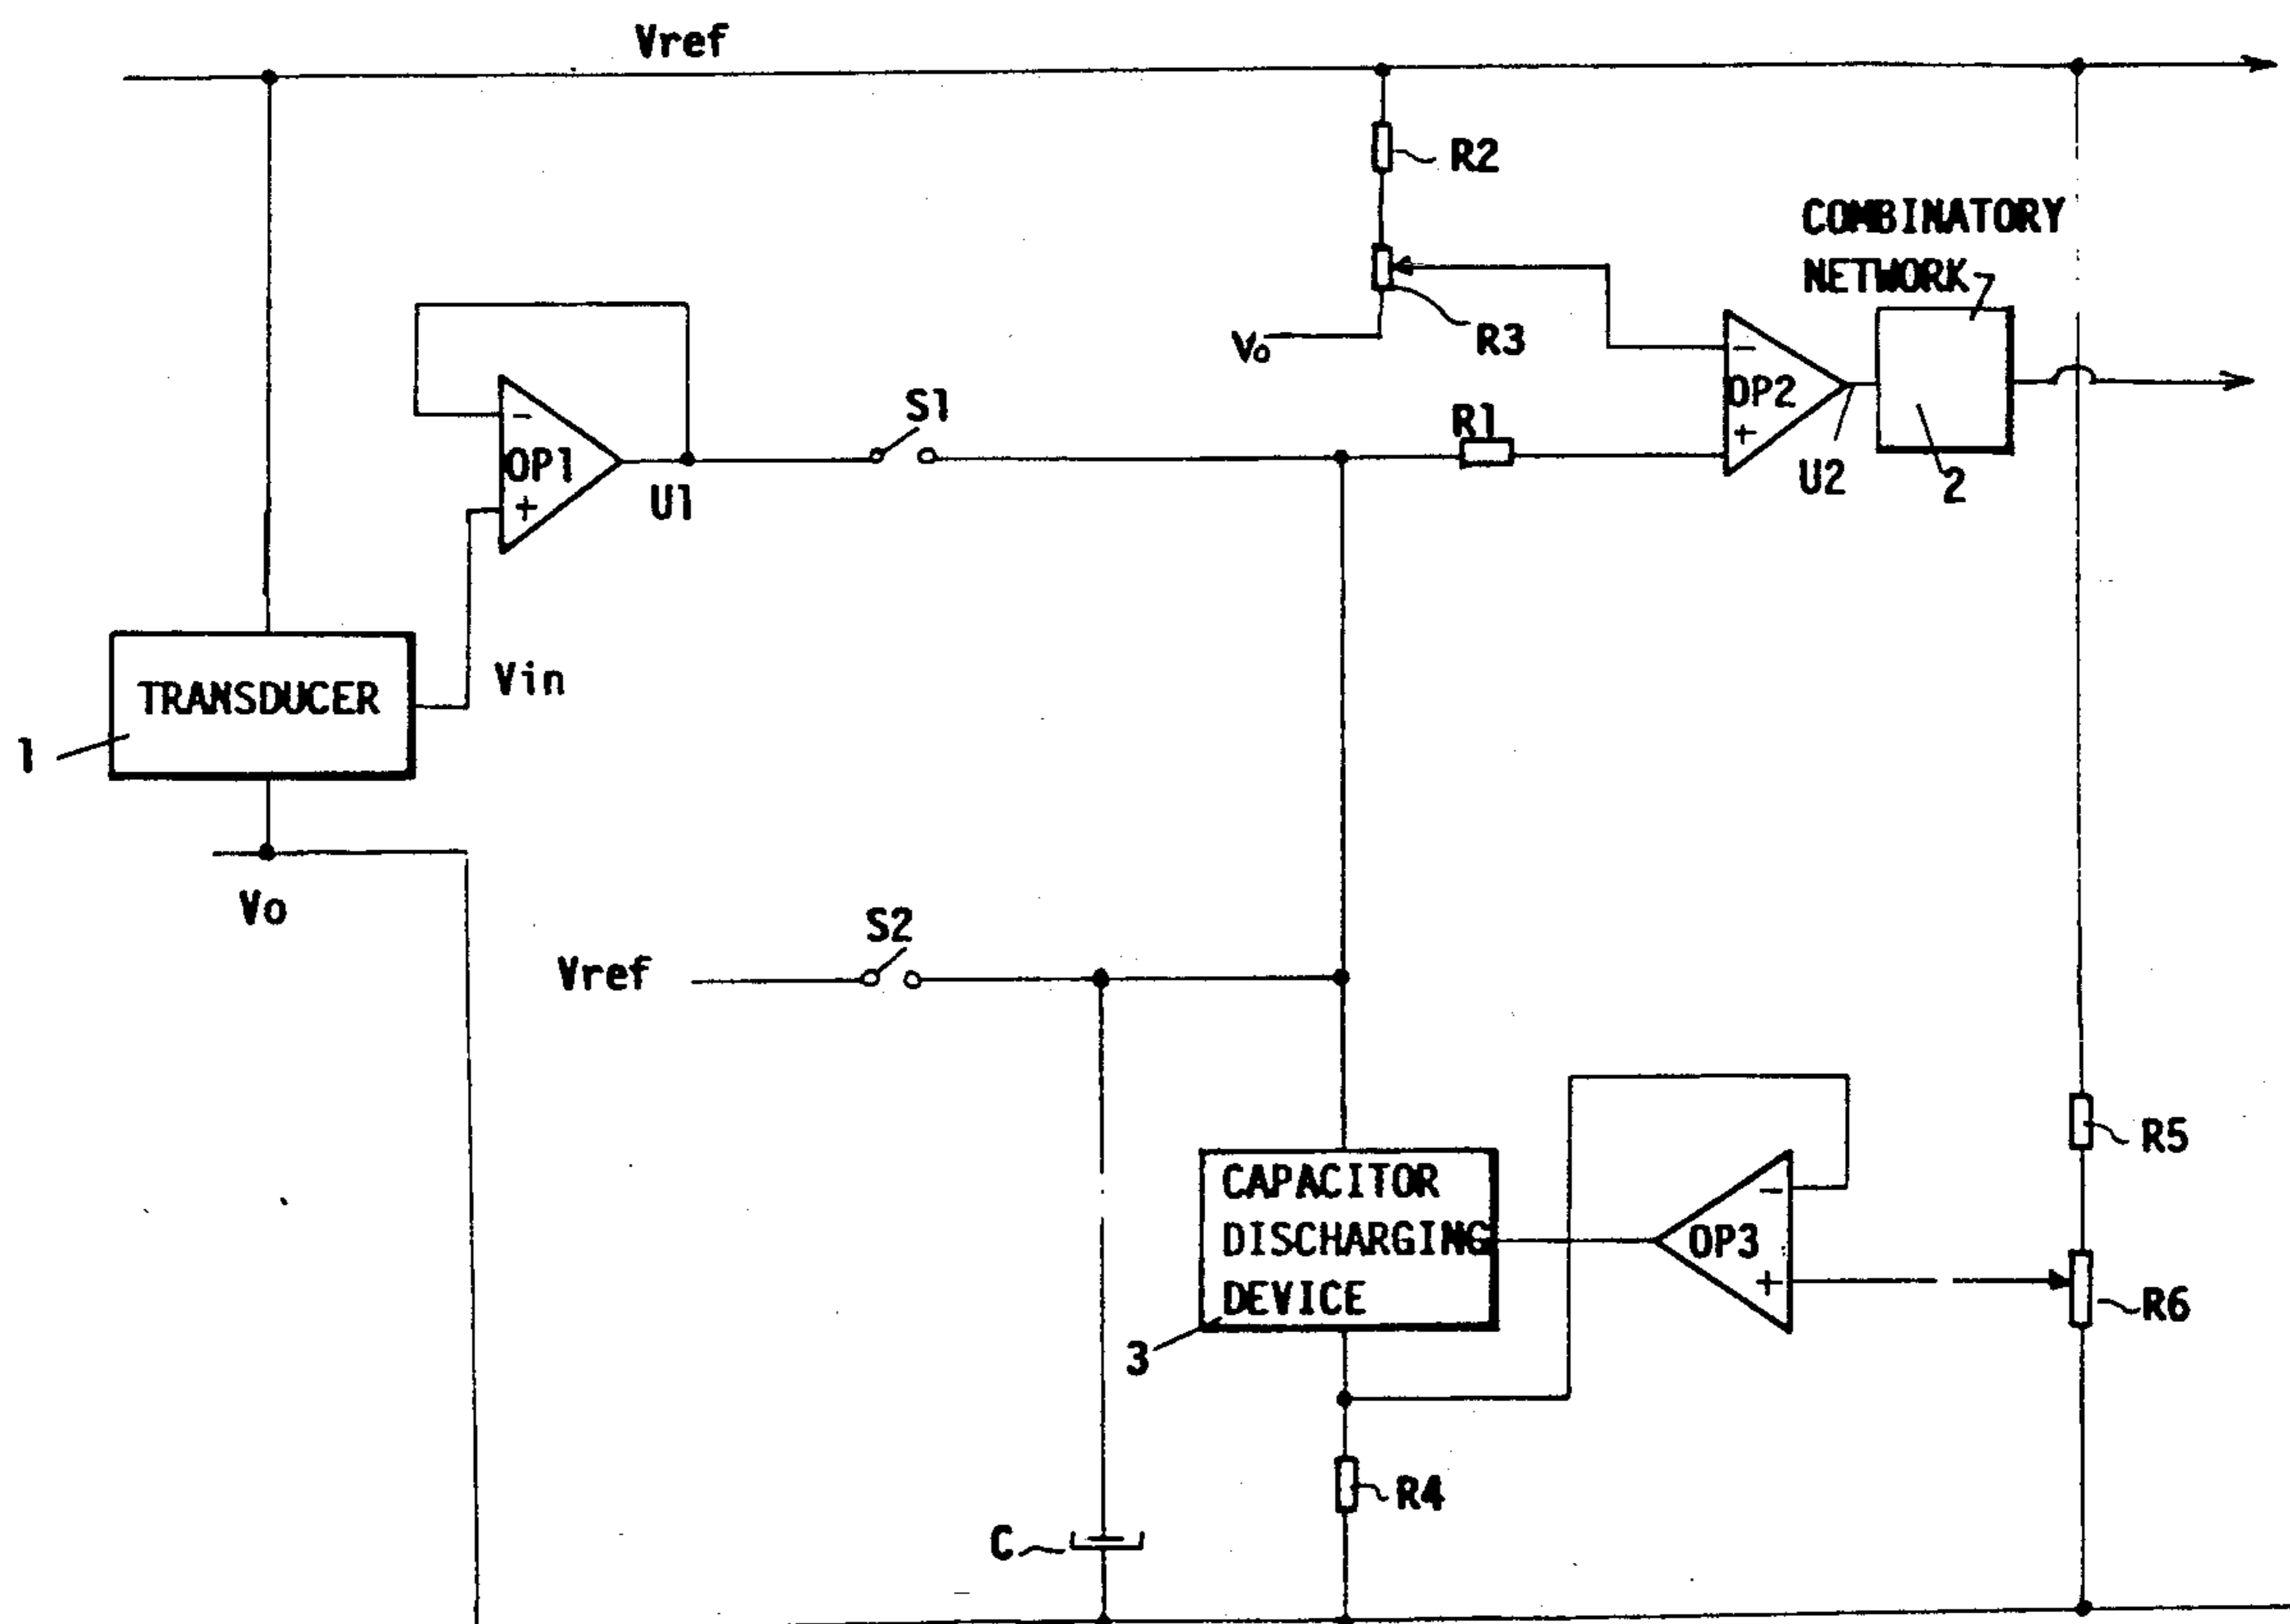 Vref
R2
COMBINATORY
NETWORK
R3
Vo
-
OP2
+
S1
R1
-
OP1
+
U1
U2
2
Vin
TRANSDUCER
1
Vo
S2
Vref
R5
CAPACITOR
DISCHARGING
DEVICE
-
OP3
+
R6
3
R4
C